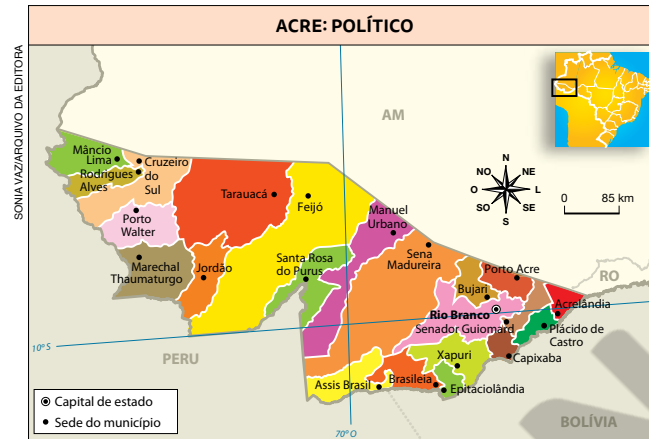 ACRE: POLÍTICO
SONIA VAZ/ARQUIVO DA EDITORA
AM
N
NO
NE
O
L
SO
SE
S
0
85 km
Mâncio
Lima
Cruzeiro
do
Sul
Rodrigues
Alves
Tarauacá
Feijó
Manuel
Urbano
Porto
Walter
Sena
Madureira
Santa Rosa
do Purus
Marechal
Thaumaturgo
Jordão
Porto Acre
RO
Bujari
Acrelândia
Rio Branco
Senador Guiomard
Plácido de
Castro
10º S
PERU
Xapuri
Capixaba
Assis Brasil
Brasileia
Epitaciolândia
Capital de estado
Sede do município
70º O
BOLÍVIA